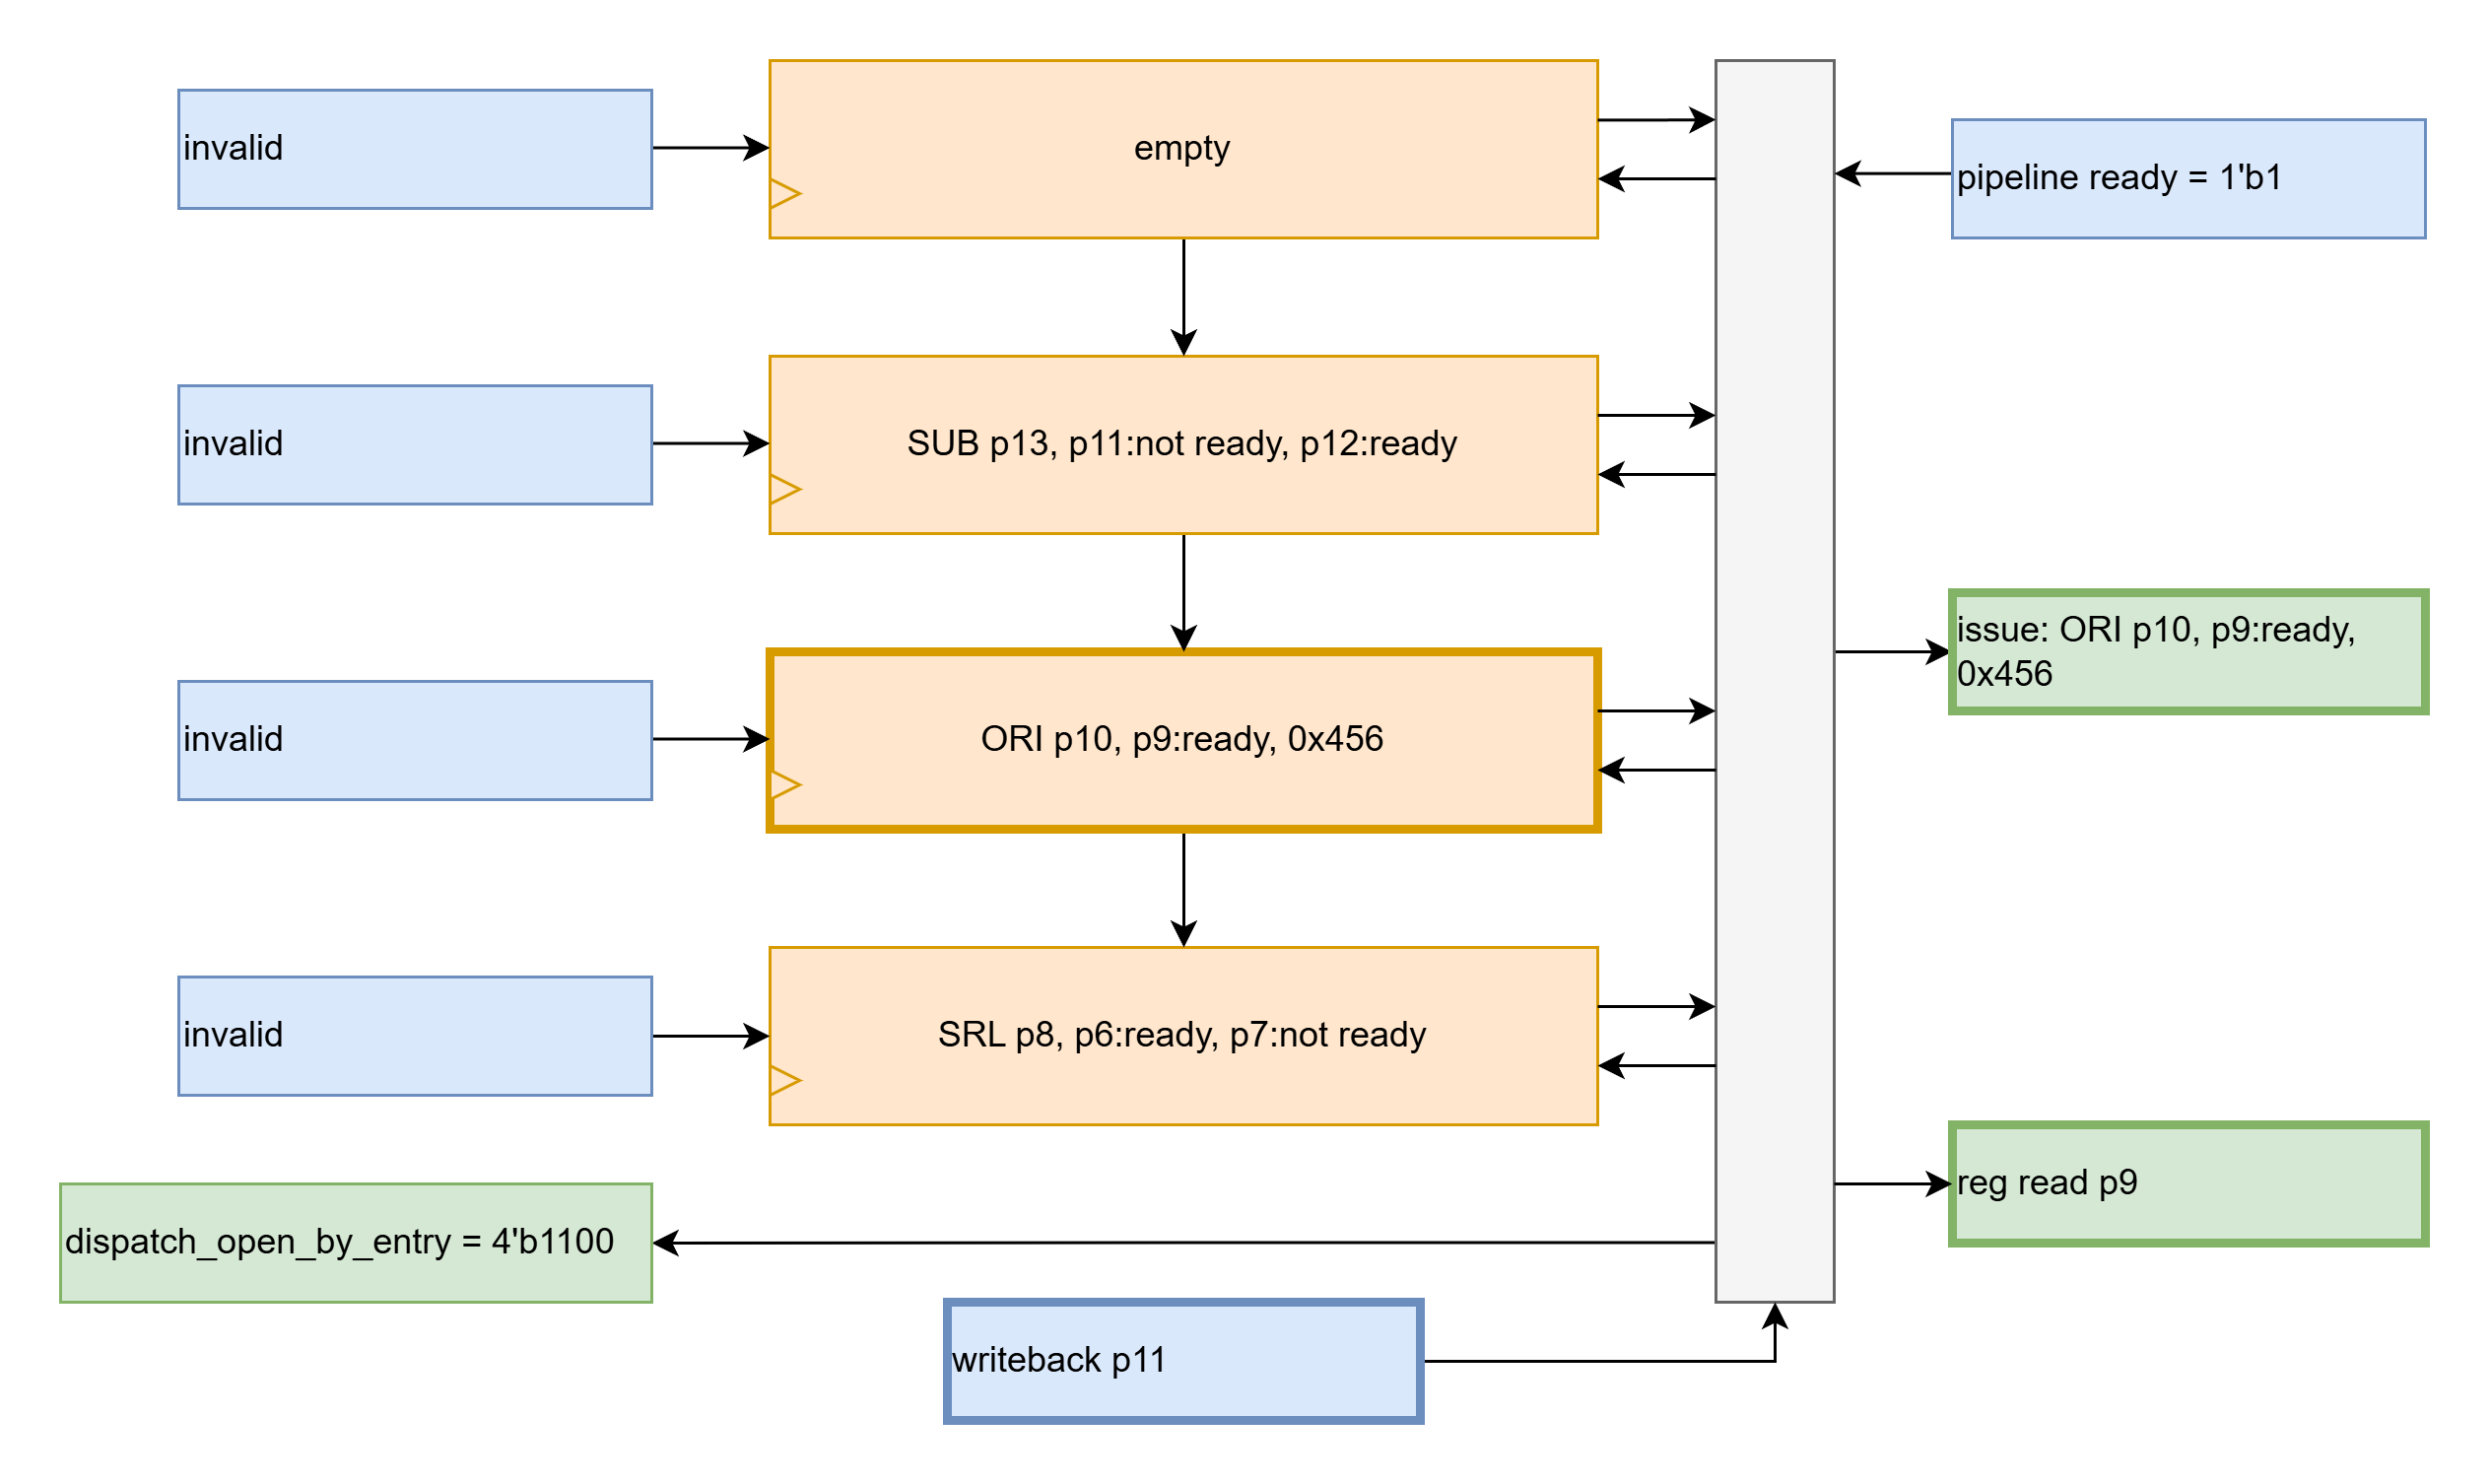 invalid
empty
pipeline ready = 1'b1
invalid
SUB p13, p11:not ready, p12:ready
issue: ORI p10, p9:ready,
0x456
invalid
ORI p10, p9:ready, 0x456
invalid
SRL p8, p6:ready, p7:not ready
reg read p9
dispatch_open_by_entry = 4'b1100
writeback p11